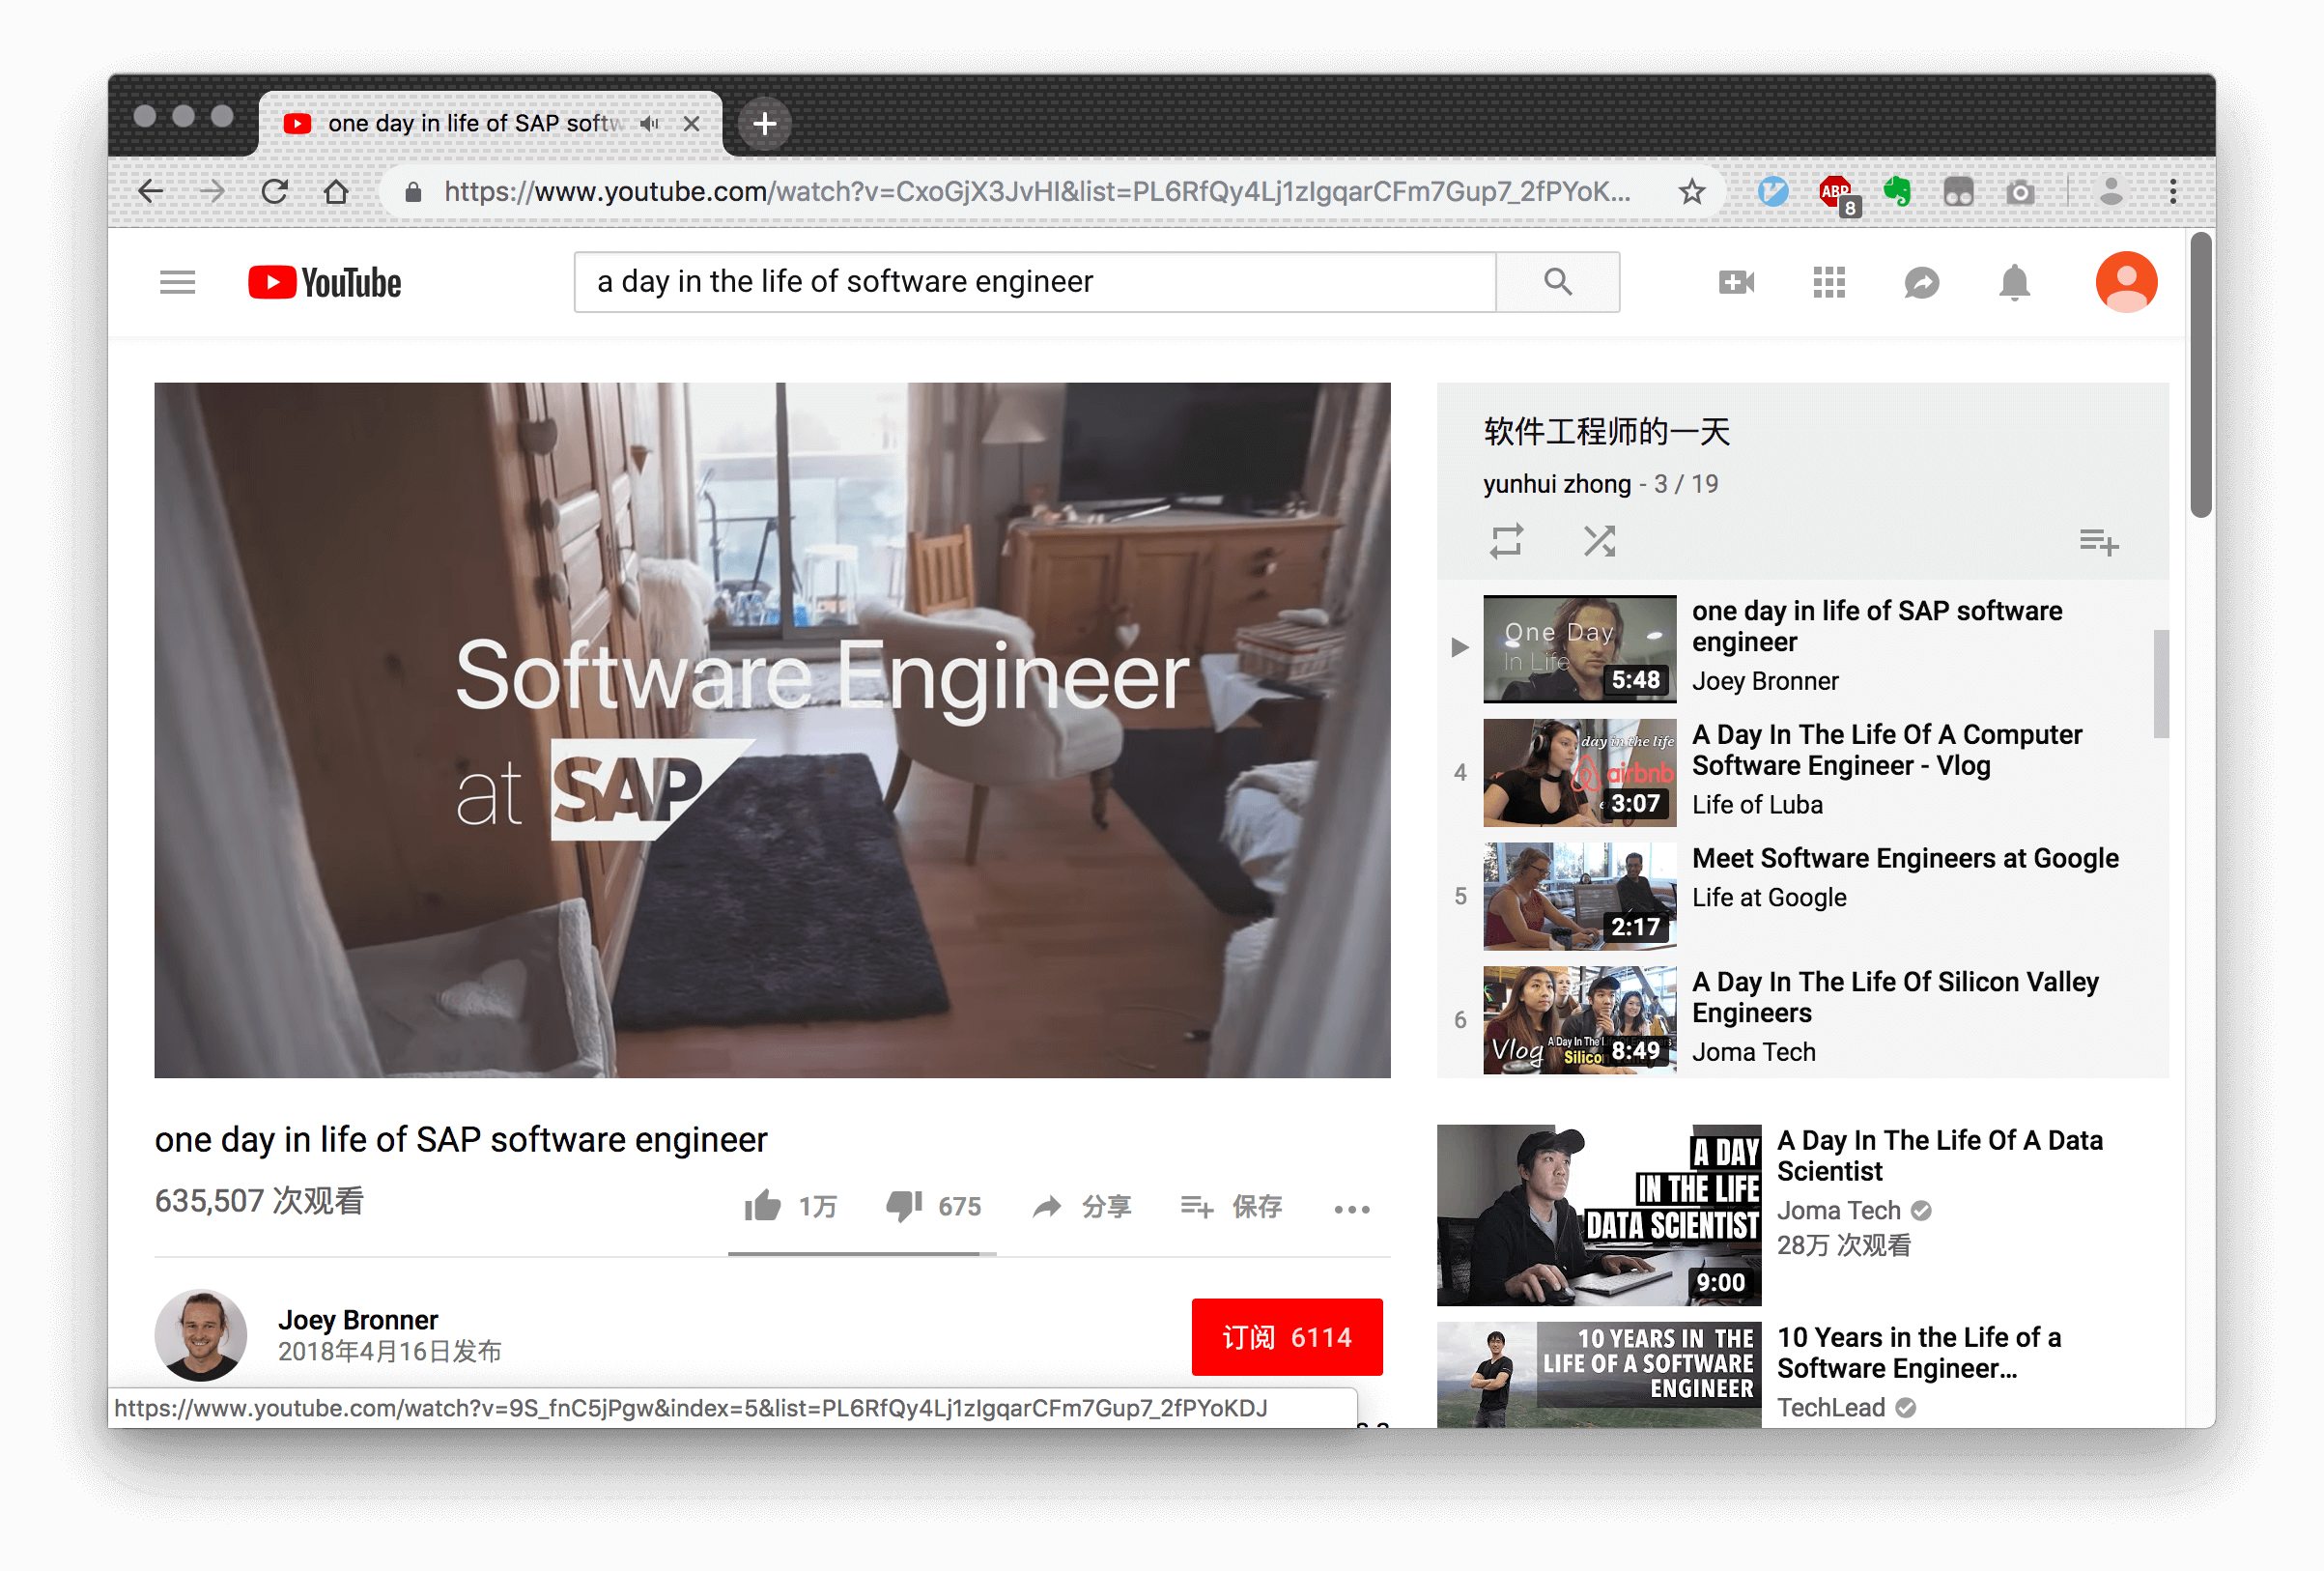 one day in life of SAP softw
https://www.youtube.com/watch?v=CxoGjX3JvHI&list=PL6RfQy4Lj1zIgqarCFm7Gup7_2fPYoK...
ABP
8
YouTube
a day in the life of software engineer
Software Engineer
at SAP
软件工程师的一天
yunhui zhong - 3 / 19
One Day
In Life
5:48
one day in life of SAP software
engineer
Joey Bronner
4
day in the life
airbnb
3:07
A Day In The Life Of A Computer
Software Engineer - Vlog
Life of Luba
5
2:17
Meet Software Engineers at Google
Life at Google
6
Vlog
A Day In The
Silicon
8:49
A Day In The Life Of Silicon Valley
Engineers
Joma Tech
one day in life of SAP software engineer
635,507 次观看
1万
675
分享
保存
Joey Bronner
2018年4月16日发布
订阅 6114
A DAY
IN THE LIFE
DATA SCIENTIST
9:00
A Day In The Life Of A Data
Scientist
Joma Tech
28万 次观看
10 YEARS IN THE
LIFE OF A SOFTWARE
ENGINEER
10 Years in the Life of a
Software Engineer...
TechLead
https://www.youtube.com/watch?v=9S_fnC5jPgw&index=5&list=PL6RfQy4Lj1zIgqarCFm7Gup7_2fPYoKDJ